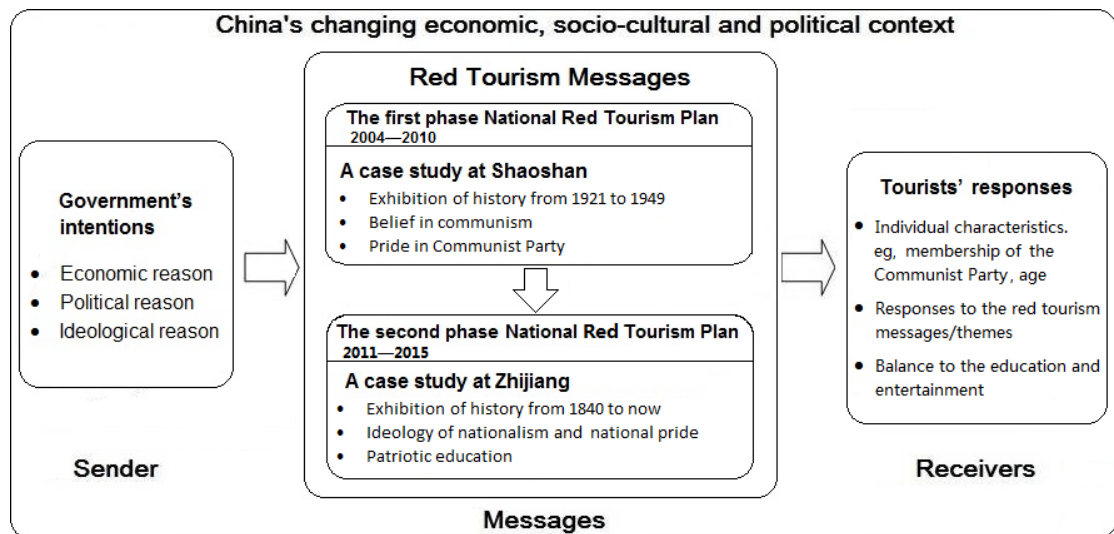 China's changing economic, socio-cultural and political context
Government's
intentions
• Economic reason
• Political reason
• Ideological reason
Sender
Red Tourism Messages
The first phase National Red Tourism Plan
2004—2010
A case study at Shaoshan
• Exhibition of history from 1921 to 1949
• Belief in communism
• Pride in Communist Party
The second phase National Red Tourism Plan
2011—2015
A case study at Zhijiang
• Exhibition of history from 1840 to now
• Ideology of nationalism and national pride
• Patriotic education
Messages
Tourists' responses
• Individual characteristics.
eg, membership of the
Communist Party, age
• Responses to the red tourism
messages/themes
• Balance to the education and
entertainment
Receivers